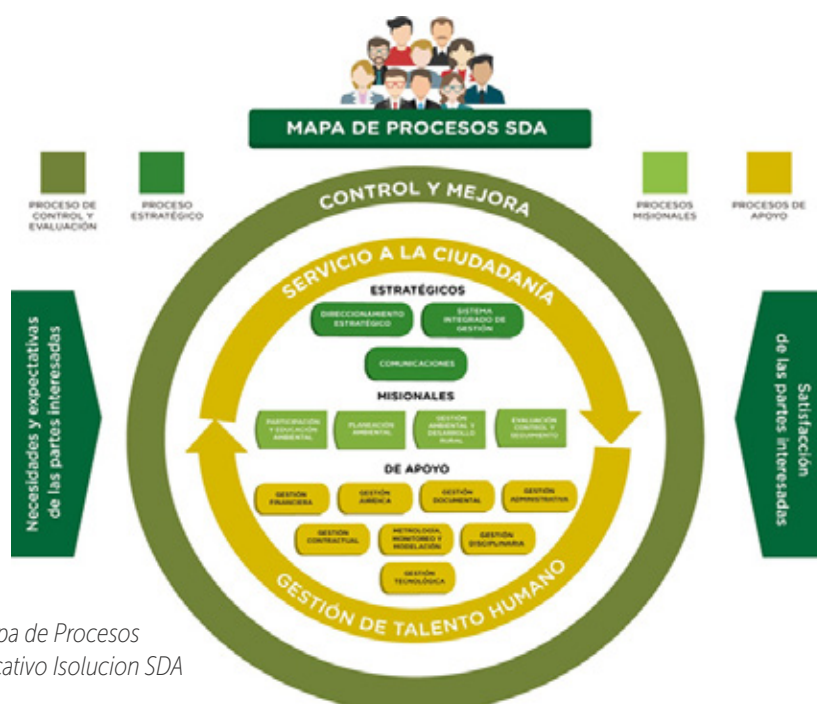 MAPA DE PROCESOS SDA
PROCESO DE
CONTROL Y
EVALUACIÓN
PROCESO
ESTRATÉGICO
PROCESOS
MISIONALES
PROCESOS DE
APOYO
CONTROL Y MEJORA
SERVICIO A LA CIUDADANÍA
ESTRATÉGICOS
DIRECCIONAMIENTO
ESTRATÉGICO
SISTEMA
INTEGRADO DE
GESTIÓN
COMUNICACIONES
MISIONALES
PARTICIPACIÓN
Y EDUCACIÓN
AMBIENTAL
PLANEACIÓN
AMBIENTAL
GESTIÓN
AMBIENTAL Y
DESARROLLO
RURAL
EVALUACIÓN
CONTROL Y
SEGUIMIENTO
DE APOYO
GESTIÓN
FINANCIERA
GESTIÓN
JURÍDICA
GESTIÓN
DOCUMENTAL
GESTIÓN
ADMINISTRATIVA
GESTIÓN
CONTRACTUAL
METROLOGÍA,
MONITOREO Y
MODELACIÓN
GESTIÓN
DISCIPLINARIA
GESTIÓN
TECNOLÓGICA
GESTIÓN DE TALENTO HUMANO
Necesidades y expectativas
de las partes interesadas
Satisfacción
de las partes interesadas
pa de Procesos
cativo Isolucion SDA